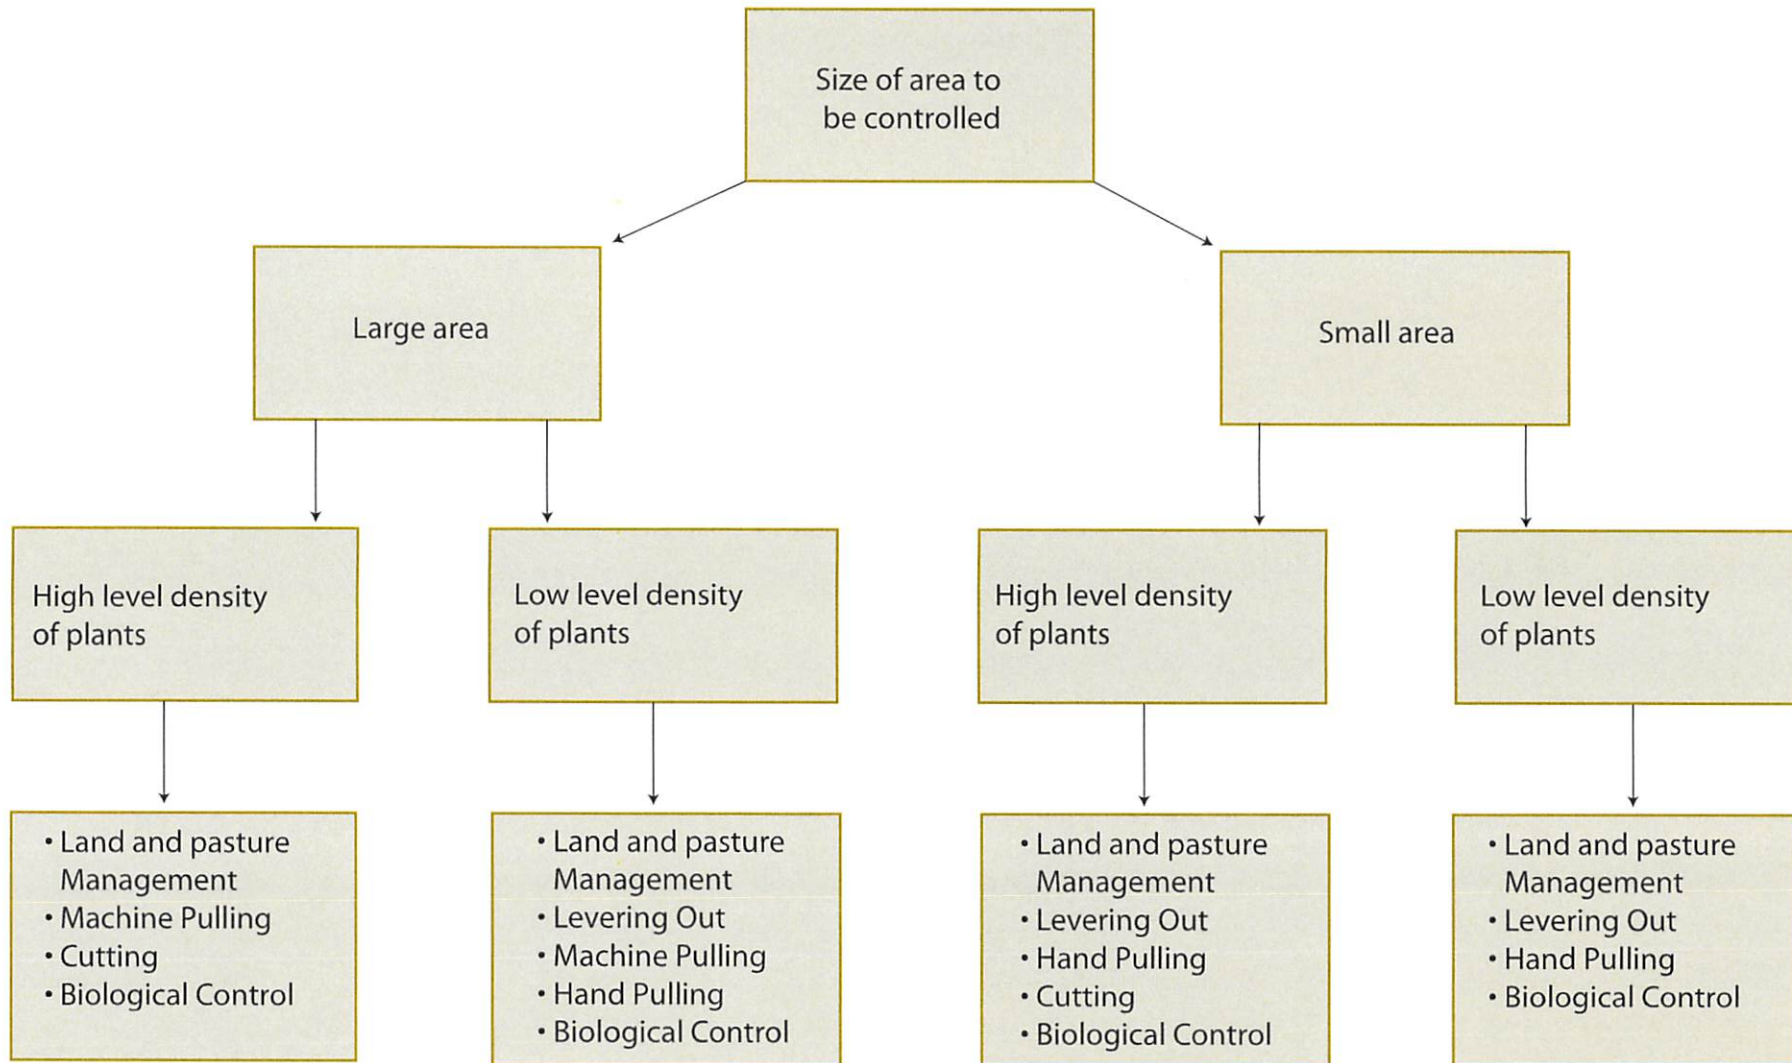 Size of area to
be controlled
Large area
Small area
High level density
of plants
Low level density
of plants
High level density
of plants
Low level density
of plants
• Land and pasture
Management
• Machine Pulling
• Cutting
• Biological Control
• Land and pasture
Management
• Levering Out
• Machine Pulling
• Hand Pulling
• Biological Control
• Land and pasture
Management
• Levering Out
• Hand Pulling
• Cutting
• Biological Control
• Land and pasture
Management
• Levering Out
• Hand Pulling
• Biological Control